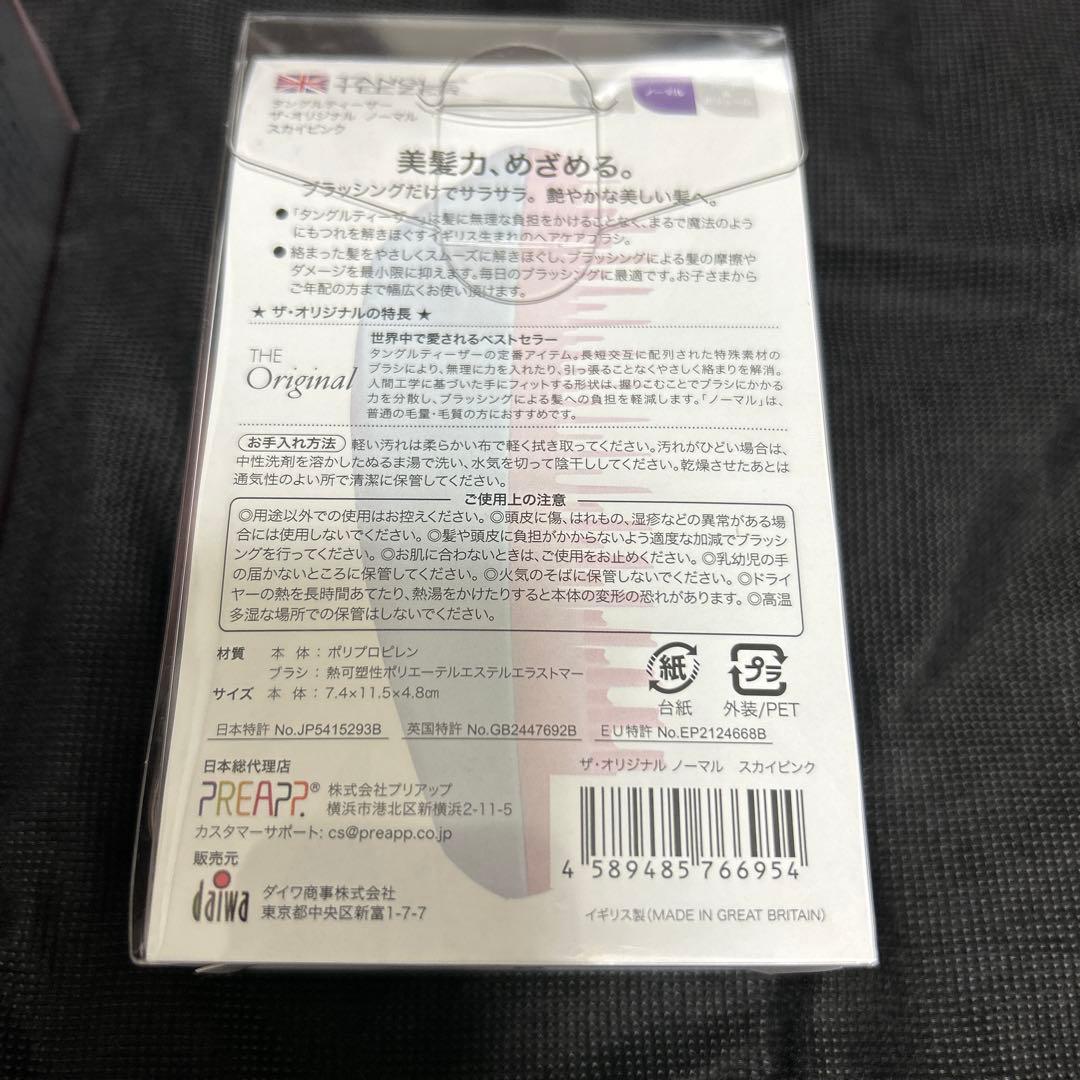 TANGLE
TEEZER
タングルティーザー
ザ・オリジナル ノーマル
スカイピンク
ノーマル
美髪力、めざめる。
ブラッシングだけでサラサラ。艶やかな美しい髪へ。
●「タングルティーザー」は髪に無理な負担をかけることなく、まるで魔法のよう
にもつれを解きほぐすイギリス生まれのヘアケアブラシ。
●絡まった髪をやさしくスムーズに解きほぐし、ブラッシングによる髪の摩擦や
ダメージを最小限に抑えます。毎日のブラッシングに最適です。お子さまから
ご年配の方まで幅広くお使い頂けます。
★ ザ・オリジナルの特長 ★
THE
Original
世界中で愛されるベストセラー
タングルティーザーの定番アイテム。長短交互に配列された特殊素材の
ブラシにより、無理に力を入れたり、引っ張ることなくやさしく絡まりを解消。
人間工学に基づいた手にフィットする形状は、握りこむことでブラシにかかる
力を分散し、ブラッシングによる髪への負担を軽減します。「ノーマル」は、
普通の毛量・毛質の方におすすめです。
お手入れ方法 軽い汚れは柔らかい布で軽く拭き取ってください。汚れがひどい場合は、
中性洗剤を溶かしたぬるま湯で洗い、水気を切って陰干ししてください。乾燥させたあとは
通気性のよい所で清潔に保管してください。
ご使用上の注意
◎用途以外での使用はお控えください。◎頭皮に傷、はれもの、湿疹などの異常がある場
合には使用しないでください。◎髪や頭皮に負担がかからないよう適度な加減でブラッシ
ングを行ってください。◎お肌に合わないときは、ご使用をお止めください。◎乳幼児の手
の届かないところに保管してください。◎火気のそばに保管しないでください。◎ドライ
ヤーの熱を長時間あてたり、熱湯をかけたりすると本体の変形の恐れがあります。◎高温
多湿な場所での保管はしないでください。
材質 本 体：ポリプロピレン
ブラシ：熱可塑性ポリエーテルエステルエラストマー
サイズ 本 体：7.4×11.5×4.8㎝
紙
台紙
プラ
外装/PET
日本特許 No.JP5415293B 英国特許 No.GB2447692B EU特許 No.EP2124668B
日本総代理店
PREAPP® 株式会社プリアップ
横浜市港北区新横浜2-11-5
カスタマーサポート：cs@preapp.co.jp
販売元
daiwa ダイワ商事株式会社
東京都中央区新富1-7-7
ザ・オリジナル ノーマル スカイピンク
4 589485 766954
イギリス製(MADE IN GREAT BRITAIN)